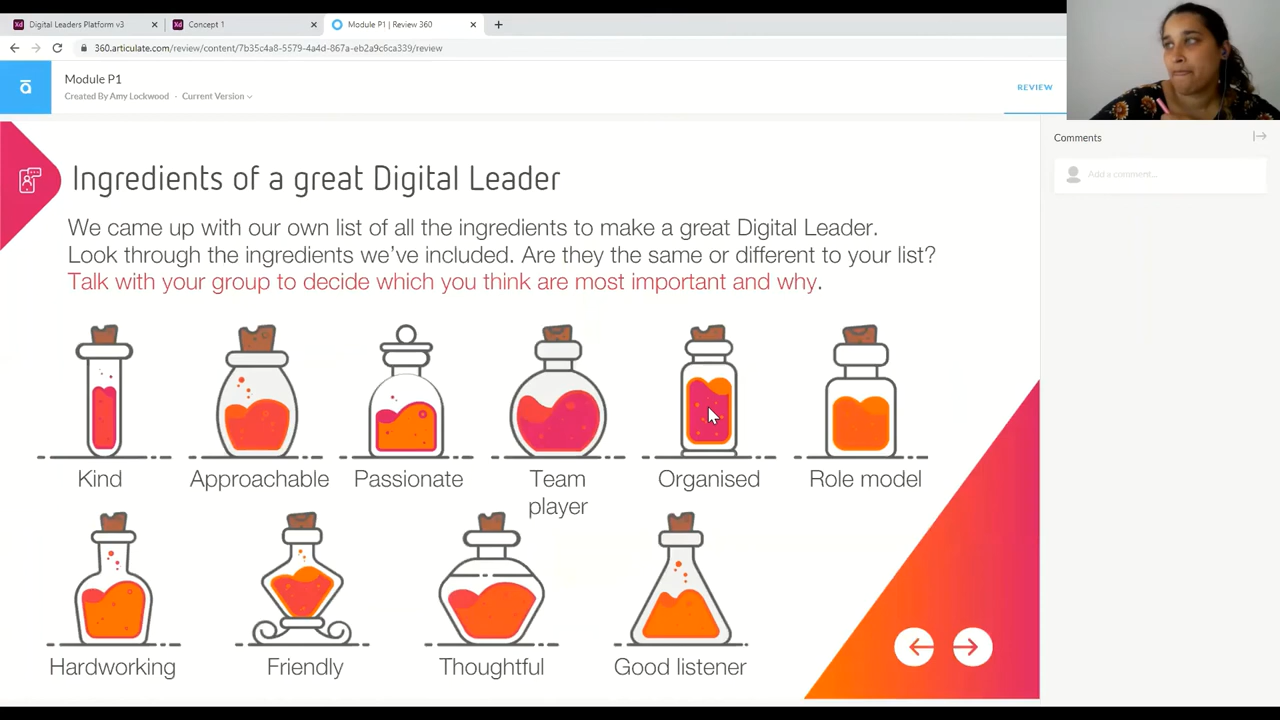 Digital Leaders Platform v3
Concept 1
Module P1 | Review 360
360.articulate.com/review/content/7b35c4a8-5579-4a4d-867a-eb2a9c6ca339/review
Module P1
Created By Amy Lockwood · Current Version
REVIEW
Comments
Add a comment...
Ingredients of a great Digital Leader
We came up with our own list of all the ingredients to make a great Digital Leader.
Look through the ingredients we've included. Are they the same or different to your list?
Talk with your group to decide which you think are most important and why.
Kind
Approachable
Passionate
Team
player
Organised
Role model
Hardworking
Friendly
Thoughtful
Good listener